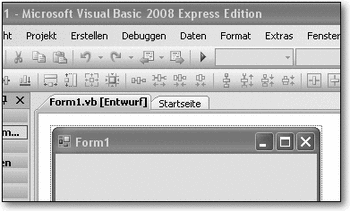 1 - Microsoft Visual Basic 2008 Express Edition
ht Projekt Erstellen Debuggen Daten Format Extras Fenster
Form1.vb [Entwurf] Startseite
m...
en
Form1